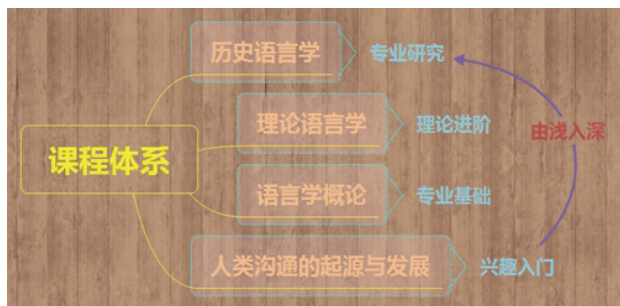 历史语言学
专业研究
理论语言学
理论进阶
由浅入深
课程体系
语言学概论
专业基础
人类沟通的起源与发展
兴趣入门